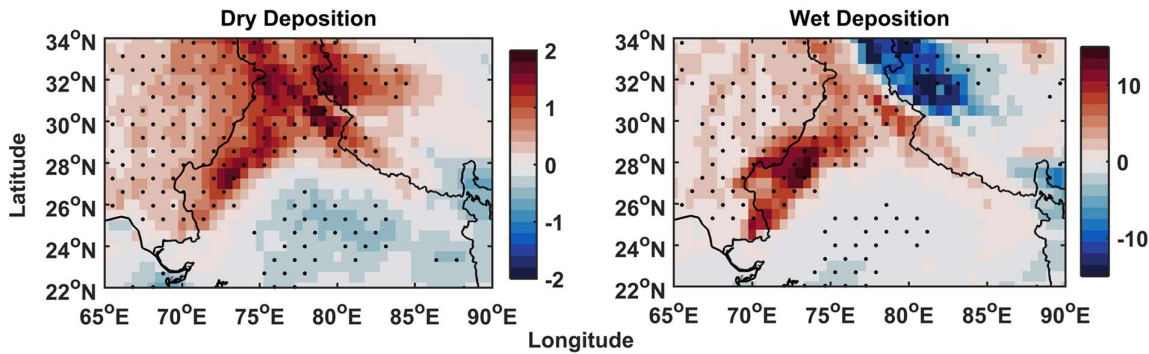 Dry Deposition
Wet Deposition
34°N
32°N
30°N
28°N
26°N
24°N
22°N
65°E 70°E 75°E 80°E 85°E 90°E
2
1
0
-1
-2
34°N
32°N
30°N
28°N
26°N
24°N
22°N
65°E 70°E 75°E 80°E 85°E 90°E
10
0
-10
Latitude
Longitude